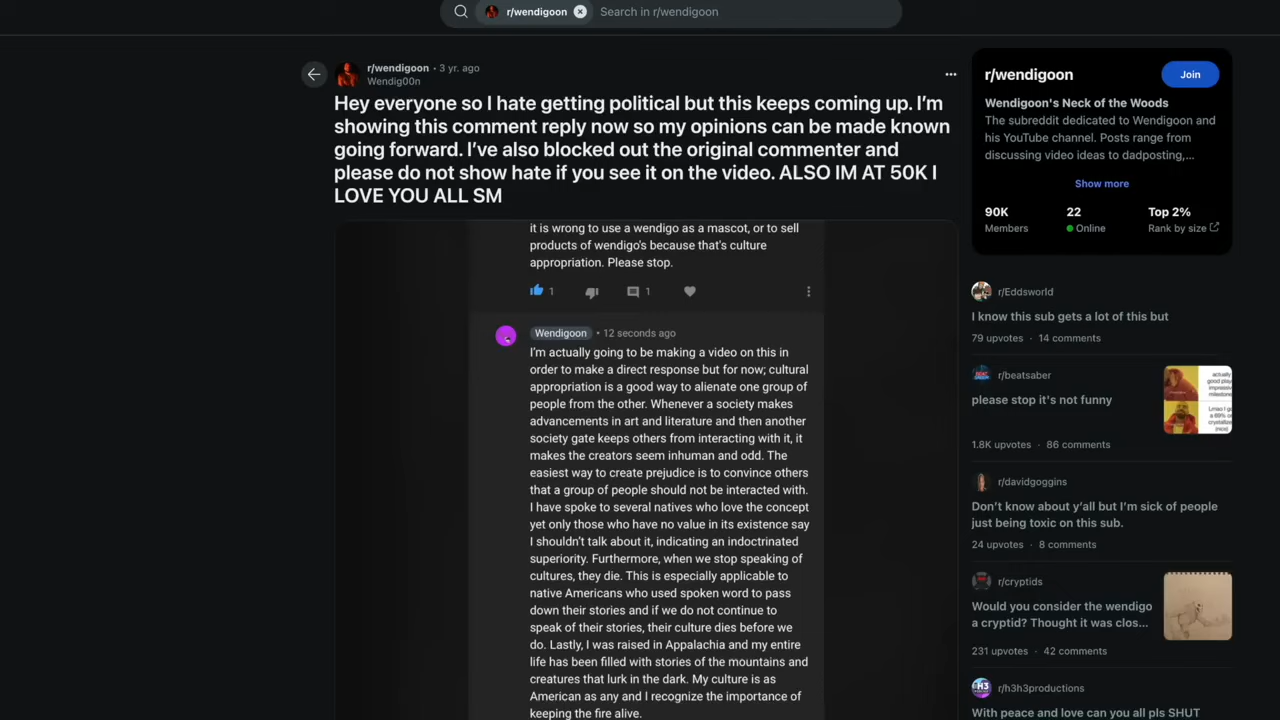 r/wendigoon
Search in r/wendigoon
r/wendigoon • 3 yr. ago
Wendig00n
Hey everyone so I hate getting political but this keeps coming up. I'm
showing this comment reply now so my opinions can be made known
going forward. I've also blocked out the original commenter and
please do not show hate if you see it on the video. ALSO IM AT 50K I
LOVE YOU ALL SM
it is wrong to use a wendigo as a mascot, or to sell
products of wendigo's because that's culture
appropriation. Please stop.
1
1
Wendigoon • 12 seconds ago
I'm actually going to be making a video on this in
order to make a direct response but for now; cultural
appropriation is a good way to alienate one group of
people from the other. Whenever a society makes
advancements in art and literature and then another
society gate keeps others from interacting with it, it
makes the creators seem inhuman and odd. The
easiest way to create prejudice is to convince others
that a group of people should not be interacted with.
I have spoke to several natives who love the concept
yet only those who have no value in its existence say
I shouldn't talk about it, indicating an indoctrinated
superiority. Furthermore, when we stop speaking of
cultures, they die. This is especially applicable to
native Americans who used spoken word to pass
down their stories and if we do not continue to
speak of their stories, their culture dies before we
do. Lastly, I was raised in Appalachia and my entire
life has been filled with stories of the mountains and
creatures that lurk in the dark. My culture is as
American as any and I recognize the importance of
keeping the fire alive.
r/wendigoon
Join
Wendigoon's Neck of the Woods
The subreddit dedicated to Wendigoon and
his YouTube channel. Posts range from
discussing video ideas to dadposting,...
Show more
90K
22
Top 2%
Members
Online
Rank by size
r/Eddsworld
I know this sub gets a lot of this but
79 upvotes · 14 comments
r/beatsaber
please stop it's not funny
1.8K upvotes · 86 comments
r/davidgoggins
Don't know about y'all but I'm sick of people
just being toxic on this sub.
24 upvotes · 8 comments
r/cryptids
Would you consider the wendigo
a cryptid? Thought it was clos...
231 upvotes · 42 comments
r/h3h3productions
With peace and love can you all pls SHUT